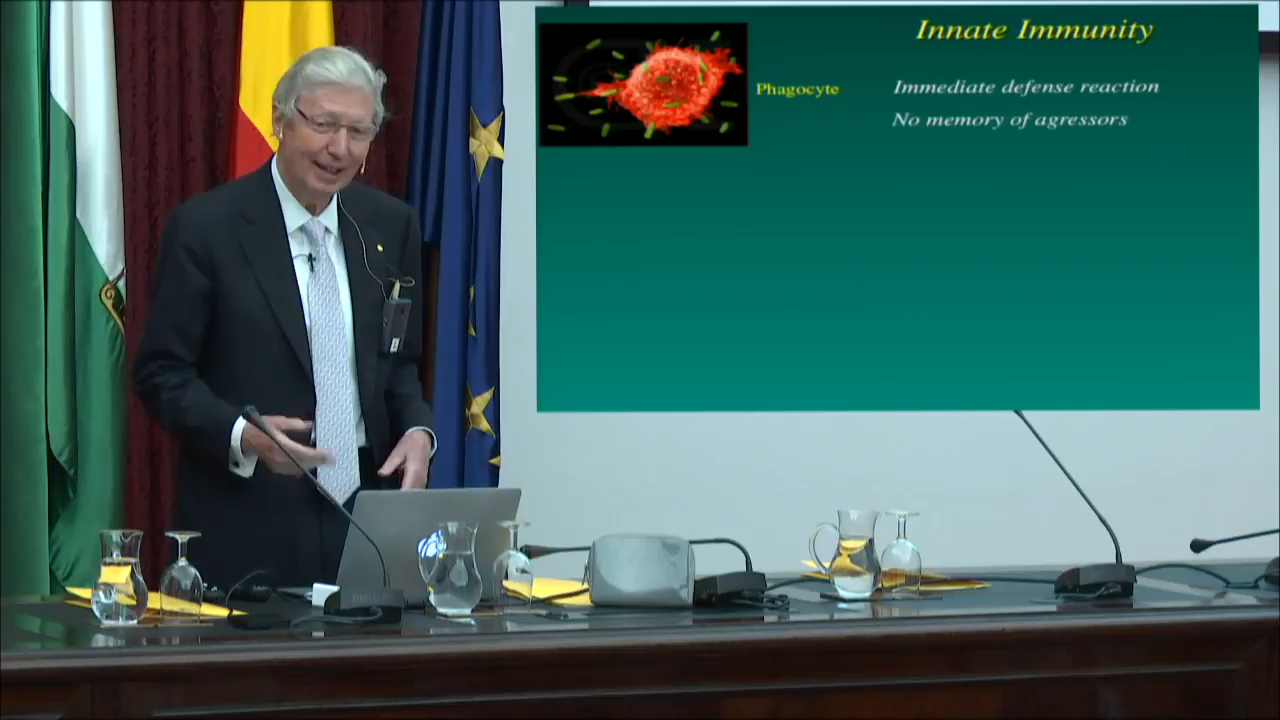 Innate Immunity
Phagocyte
Immediate defense reaction
No memory of agressors